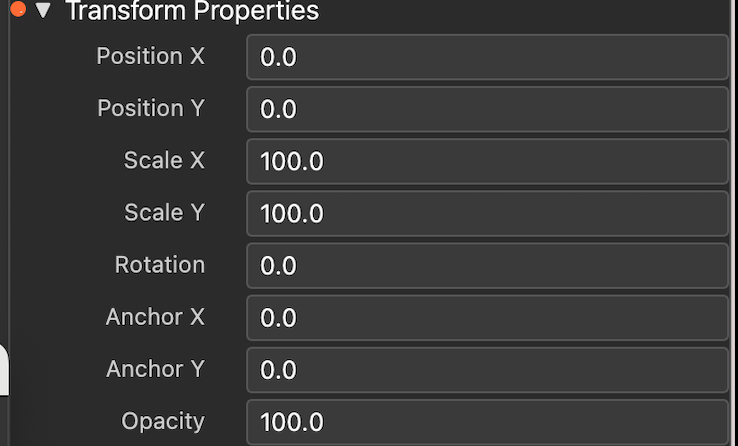 Transform Properties
Position X 0.0
Position Y 0.0
Scale X 100.0
Scale Y 100.0
Rotation 0.0
Anchor X 0.0
Anchor Y 0.0
Opacity 100.0